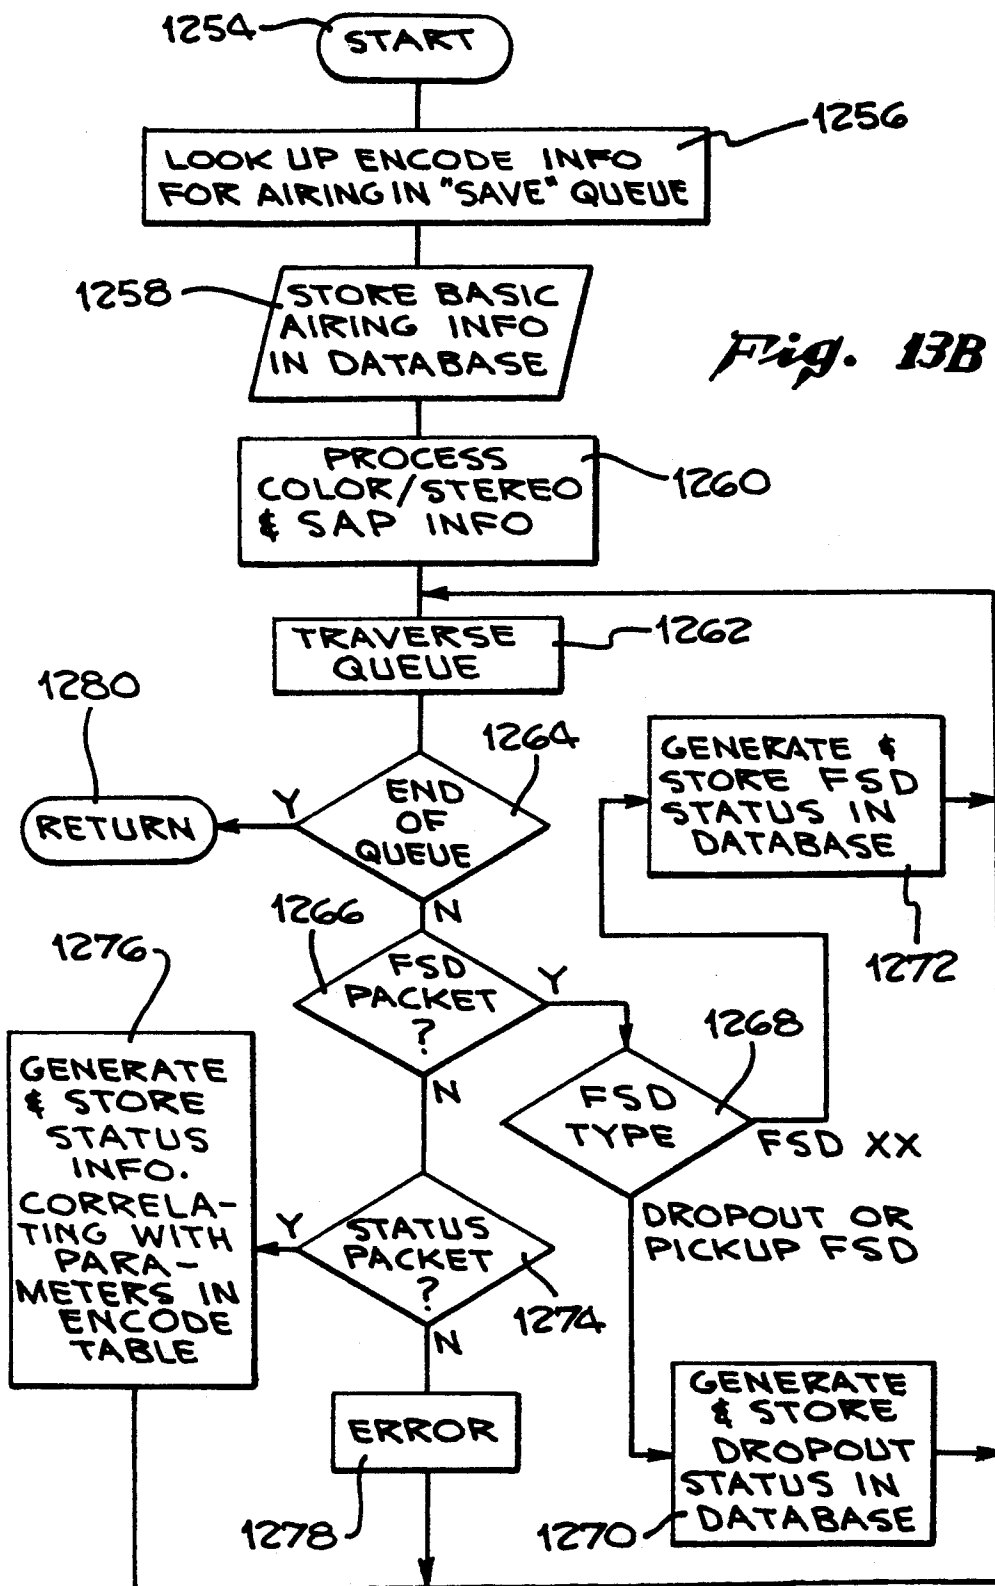 1254
START
1256
LOOK UP ENCODE INFO
FOR AIRING IN "SAVE" QUEUE
1258
STORE BASIC
AIRING INFO
IN DATABASE
Fig. 13B
PROCESS
COLOR/STEREO
& SAP INFO
1260
TRAVERSE
QUEUE
1262
1280
RETURN
Y
1264
END
OF
QUEUE
N
GENERATE &
STORE FSD
STATUS IN
DATABASE
1272
1266
FSD
PACKET
?
Y
N
1268
FSD
TYPE
FSD XX
DROPOUT OR
PICKUP FSD
1276
GENERATE
& STORE
STATUS
INFO.
CORRELA-
TING WITH
PARA-
METERS IN
ENCODE
TABLE
Y
STATUS
PACKET
?
N
1274
ERROR
1278
GENERATE
& STORE
DROPOUT
STATUS IN
DATABASE
1270